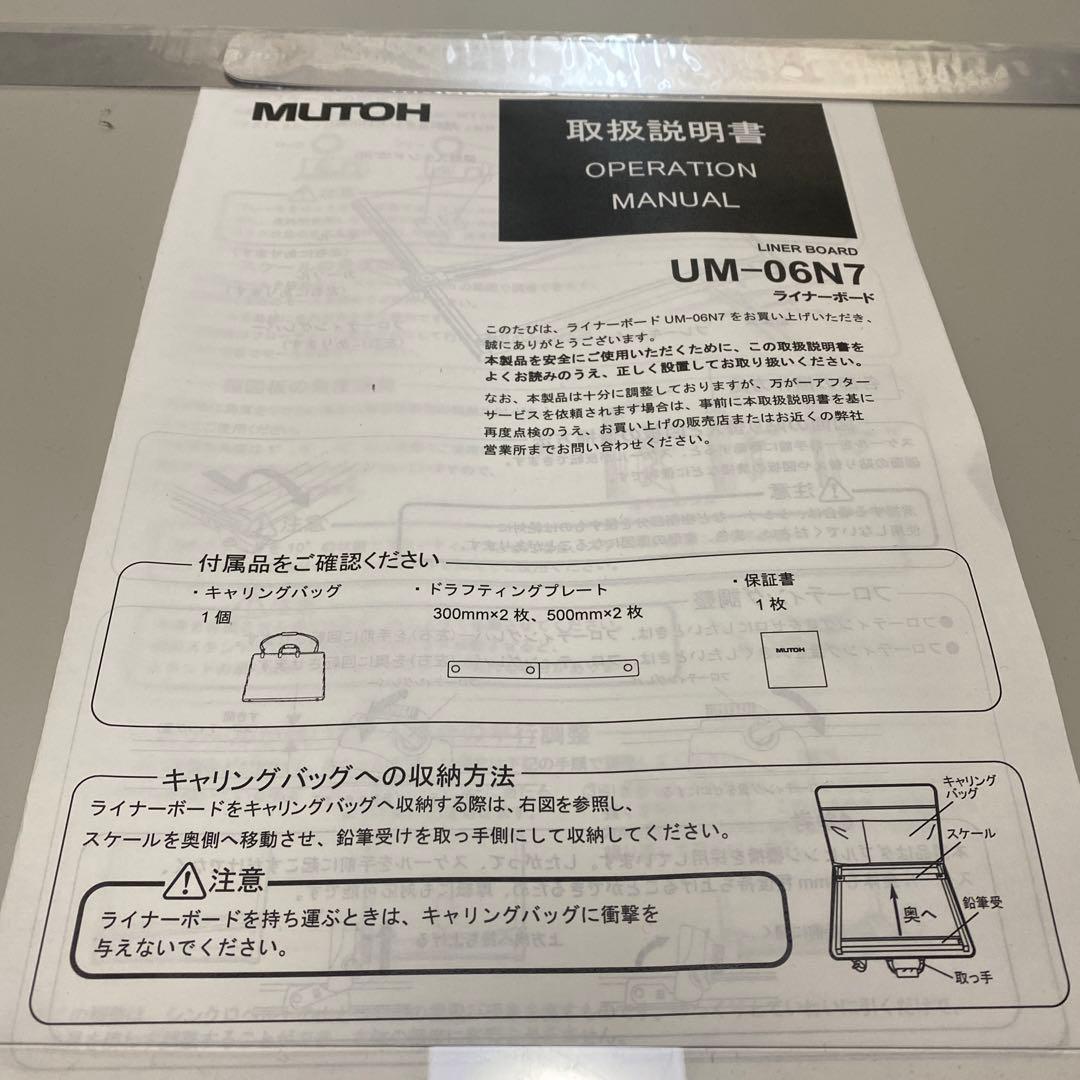 MUTOH
取扱説明書
OPERATION
MANUAL
LINER BOARD
UM-06N7
ライナーボード
このたびは、ライナーボード UM-06N7 をお買い上げいただき、
誠にありがとうございます。
本製品を安全にご使用いただくために、この取扱説明書を
よくお読みのうえ、正しく設置してお取り扱いください。
なお、本製品は十分に調整しておりますが、万が一アフター
サービスを依頼されます場合は、事前に本取扱説明書を基に
再度点検のうえ、お買い上げの販売店またはお近くの弊社
営業所までお問い合わせください。
付属品をご確認ください
・キャリングバッグ
1個
・ドラフティングプレート
300mm×2枚、500mm×2枚
・保証書
1枚
MUTOH
キャリングバッグへの収納方法
ライナーボードをキャリングバッグへ収納する際は、右図を参照し、
スケールを奥側へ移動させ、鉛筆受けを取っ手側にして収納してください。
注意
ライナーボードを持ち運ぶときは、キャリングバッグに衝撃を
与えないでください。
キャリング
バッグ
スケール
奥へ
鉛筆受
取っ手